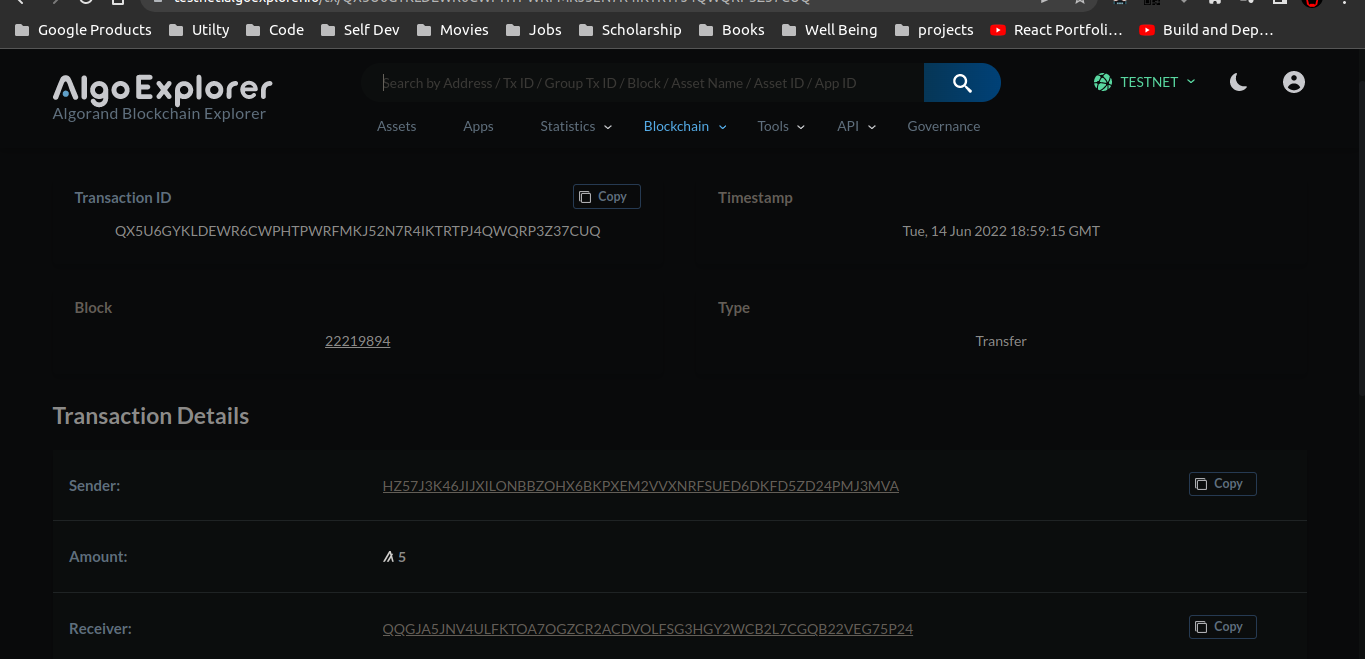 Google Products Utilty Code Self Dev Movies Jobs Scholarship Books Well Being projects React Portfoli... Build and Dep...
AlgoExplorer
Algorand Blockchain Explorer
Search by Address / Tx ID / Group Tx ID / Block / Asset Name / Asset ID / App ID
TESTNET
Assets Apps Statistics Blockchain Tools API Governance
Transaction ID Copy
QX5U6GYKLDEWR6CWPHTPWRFMKJ52N7R4IKTRTPJ4QWQRP3Z37CUQ
Timestamp
Tue, 14 Jun 2022 18:59:15 GMT
Block
22219894
Type
Transfer
Transaction Details
Sender: HZ57J3K46JIJXILONBBZOHX6BKPXEM2VVXNRFSUED6DKFD5ZD24PMJ3MVA Copy
Amount: 5
Receiver: QQGJA5JNV4ULFKTOA7OGZCR2ACDVOLFSG3HGY2WCB2L7CGQB22VEG75P24 Copy